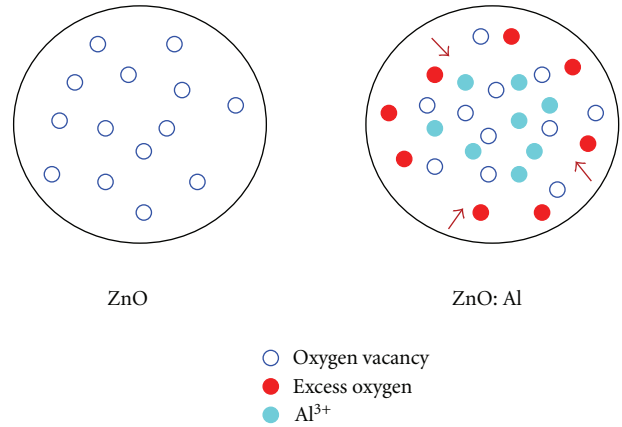 ZnO
ZnO: Al
Oxygen vacancy
Excess oxygen
Al³⁺